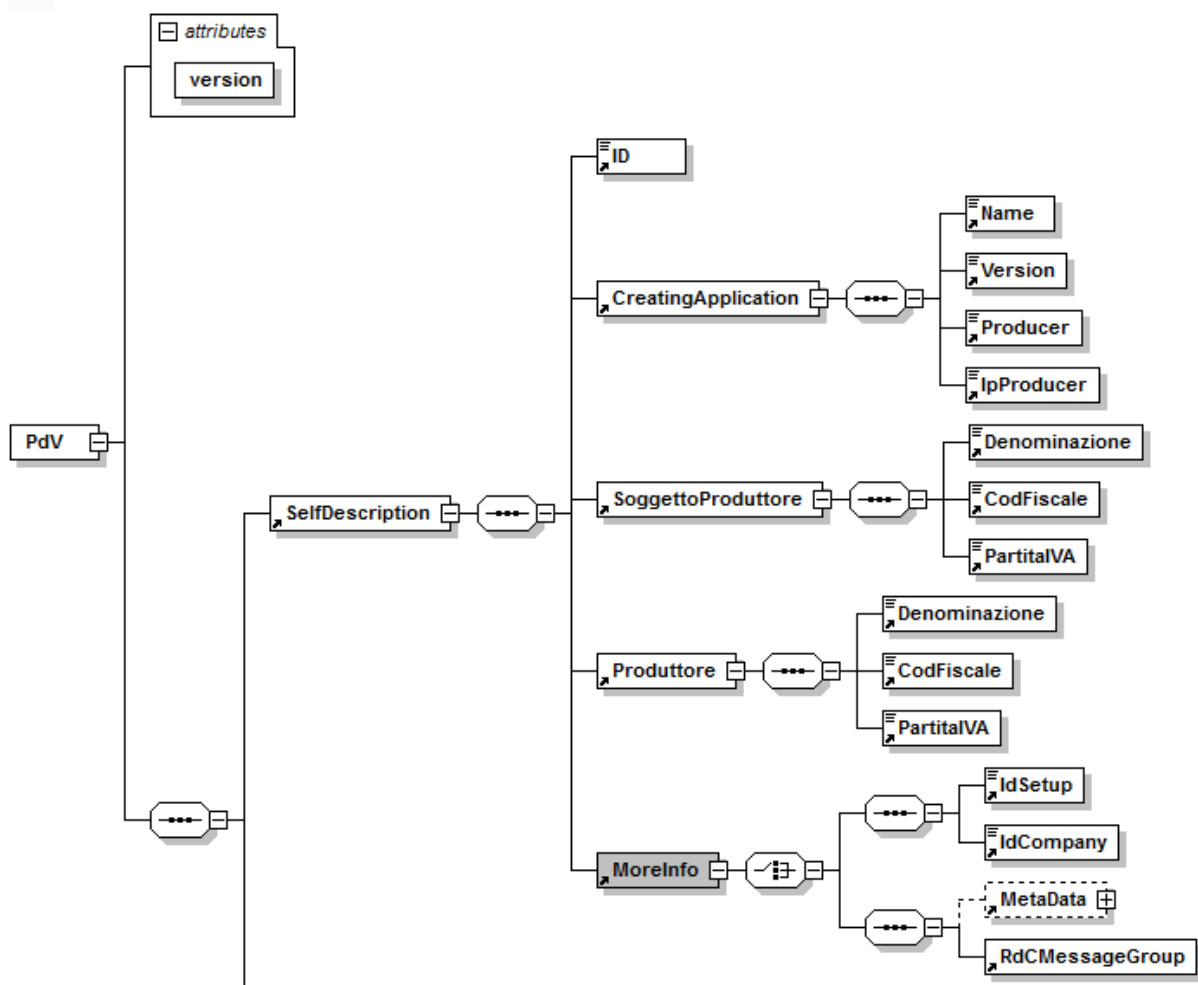 attributes
version
ID
Name
CreatingApplication
Version
Producer
IpProducer
PdV
Denominazione
SelfDescription
SoggettoProduttore
CodFiscale
PartitaIVA
Denominazione
Produttore
CodFiscale
PartitaIVA
IdSetup
IdCompany
MoreInfo
MetaData
RdCMessageGroup